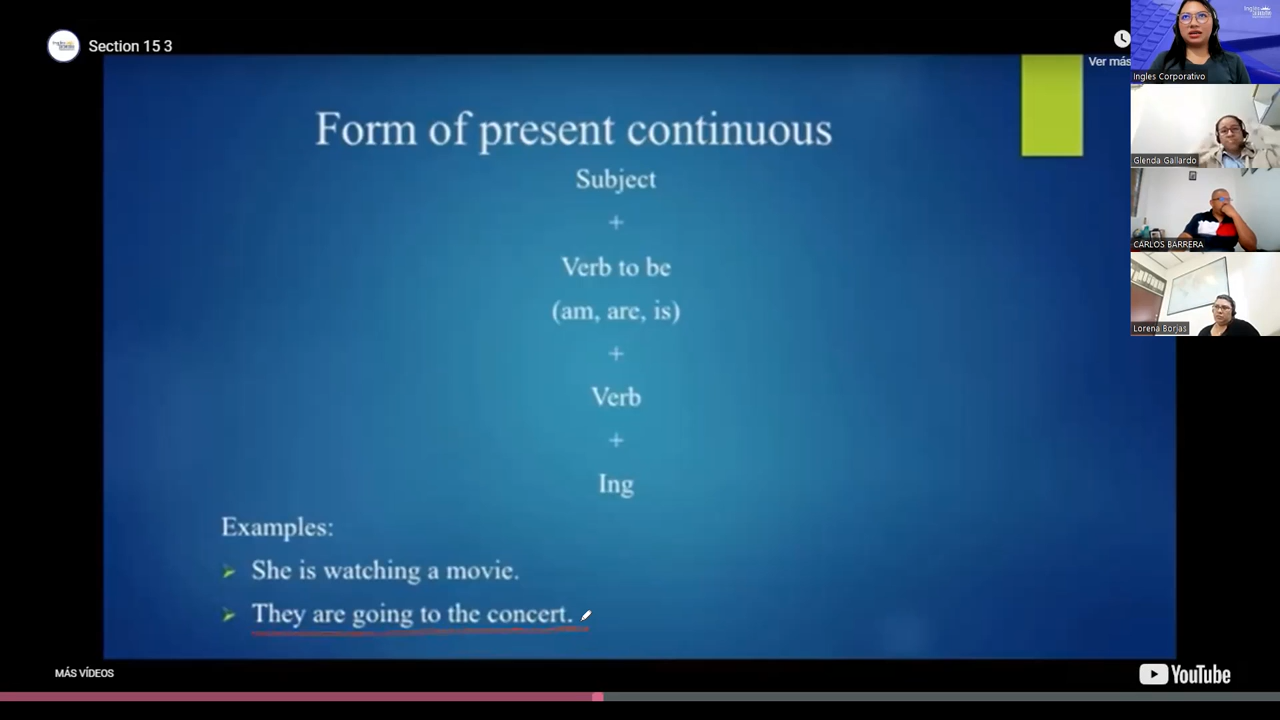 Section 15 3
Ver más
Form of present continuous
Subject
+
Verb to be
(am, are, is)
+
Verb
+
Ing
Examples:
She is watching a movie.
They are going to the concert.
MÁS VÍDEOS
YouTube
Ingles Corporativo
Glenda Gallardo
CARLOS BARRERA
Lorena Borjas